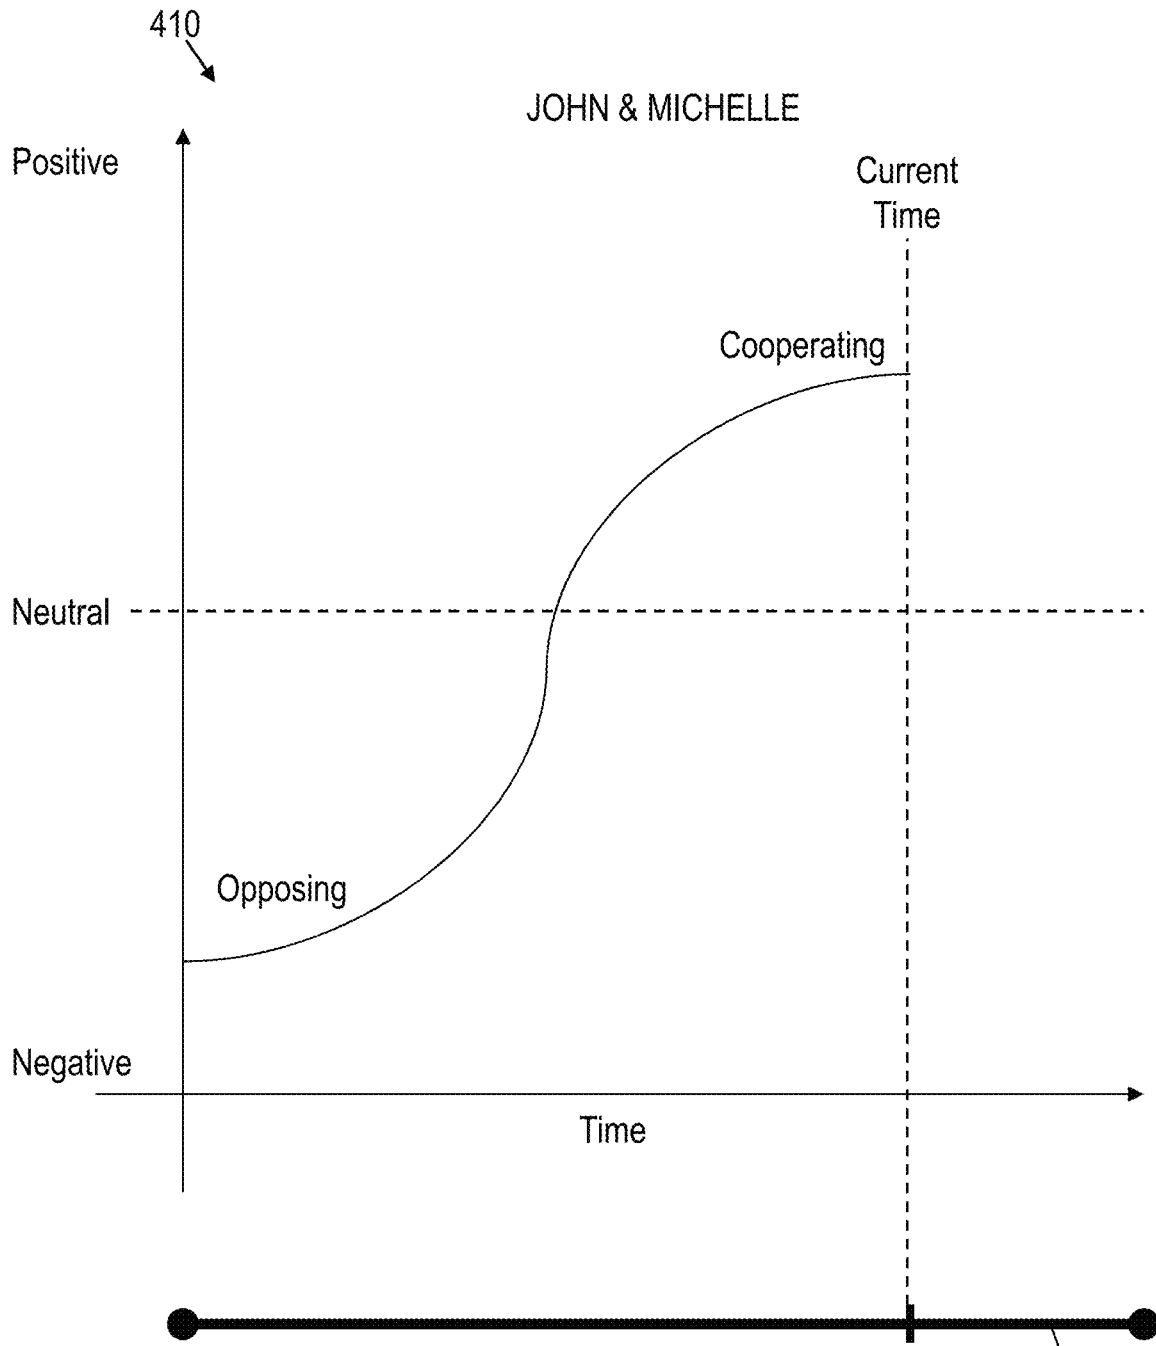 410
JOHN & MICHELLE
Positive
Current
Time
Cooperating
Neutral
Opposing
Negative
Time